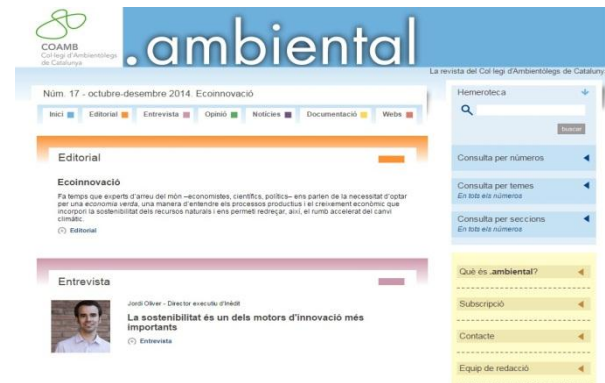 COAMB
Col·legi d'Ambientòlegs
de Catalunya
.ambiental
La revista del Col·legi d'Ambientòlegs de Catalunya
Núm. 17 - octubre-desembre 2014. Ecoinnovació
Inici Editorial Entrevista Opinió Notícies Documentació Webs
Editorial
Ecoinnovació
Fa temps que experts d'arreu del món –economistes, científics, polítics– ens parlen de la necessitat d'optar
per una economia verda, una manera d'entendre els processos productius i el creixement econòmic que
incorpori la sostenibilitat dels recursos naturals i ens permeti redreçar, així, el rumb accelerat del canvi
climàtic.
Editorial
Entrevista
Jordi Oliver - Director executiu d'Inèdit
La sostenibilitat és un dels motors d'innovació més
importants
Entrevista
Hemeroteca
buscar
Consulta per números
Consulta per temes
En tots els números
Consulta per seccions
En tots els números
Què és .ambiental?
Subscripció
Contacte
Equip de redacció